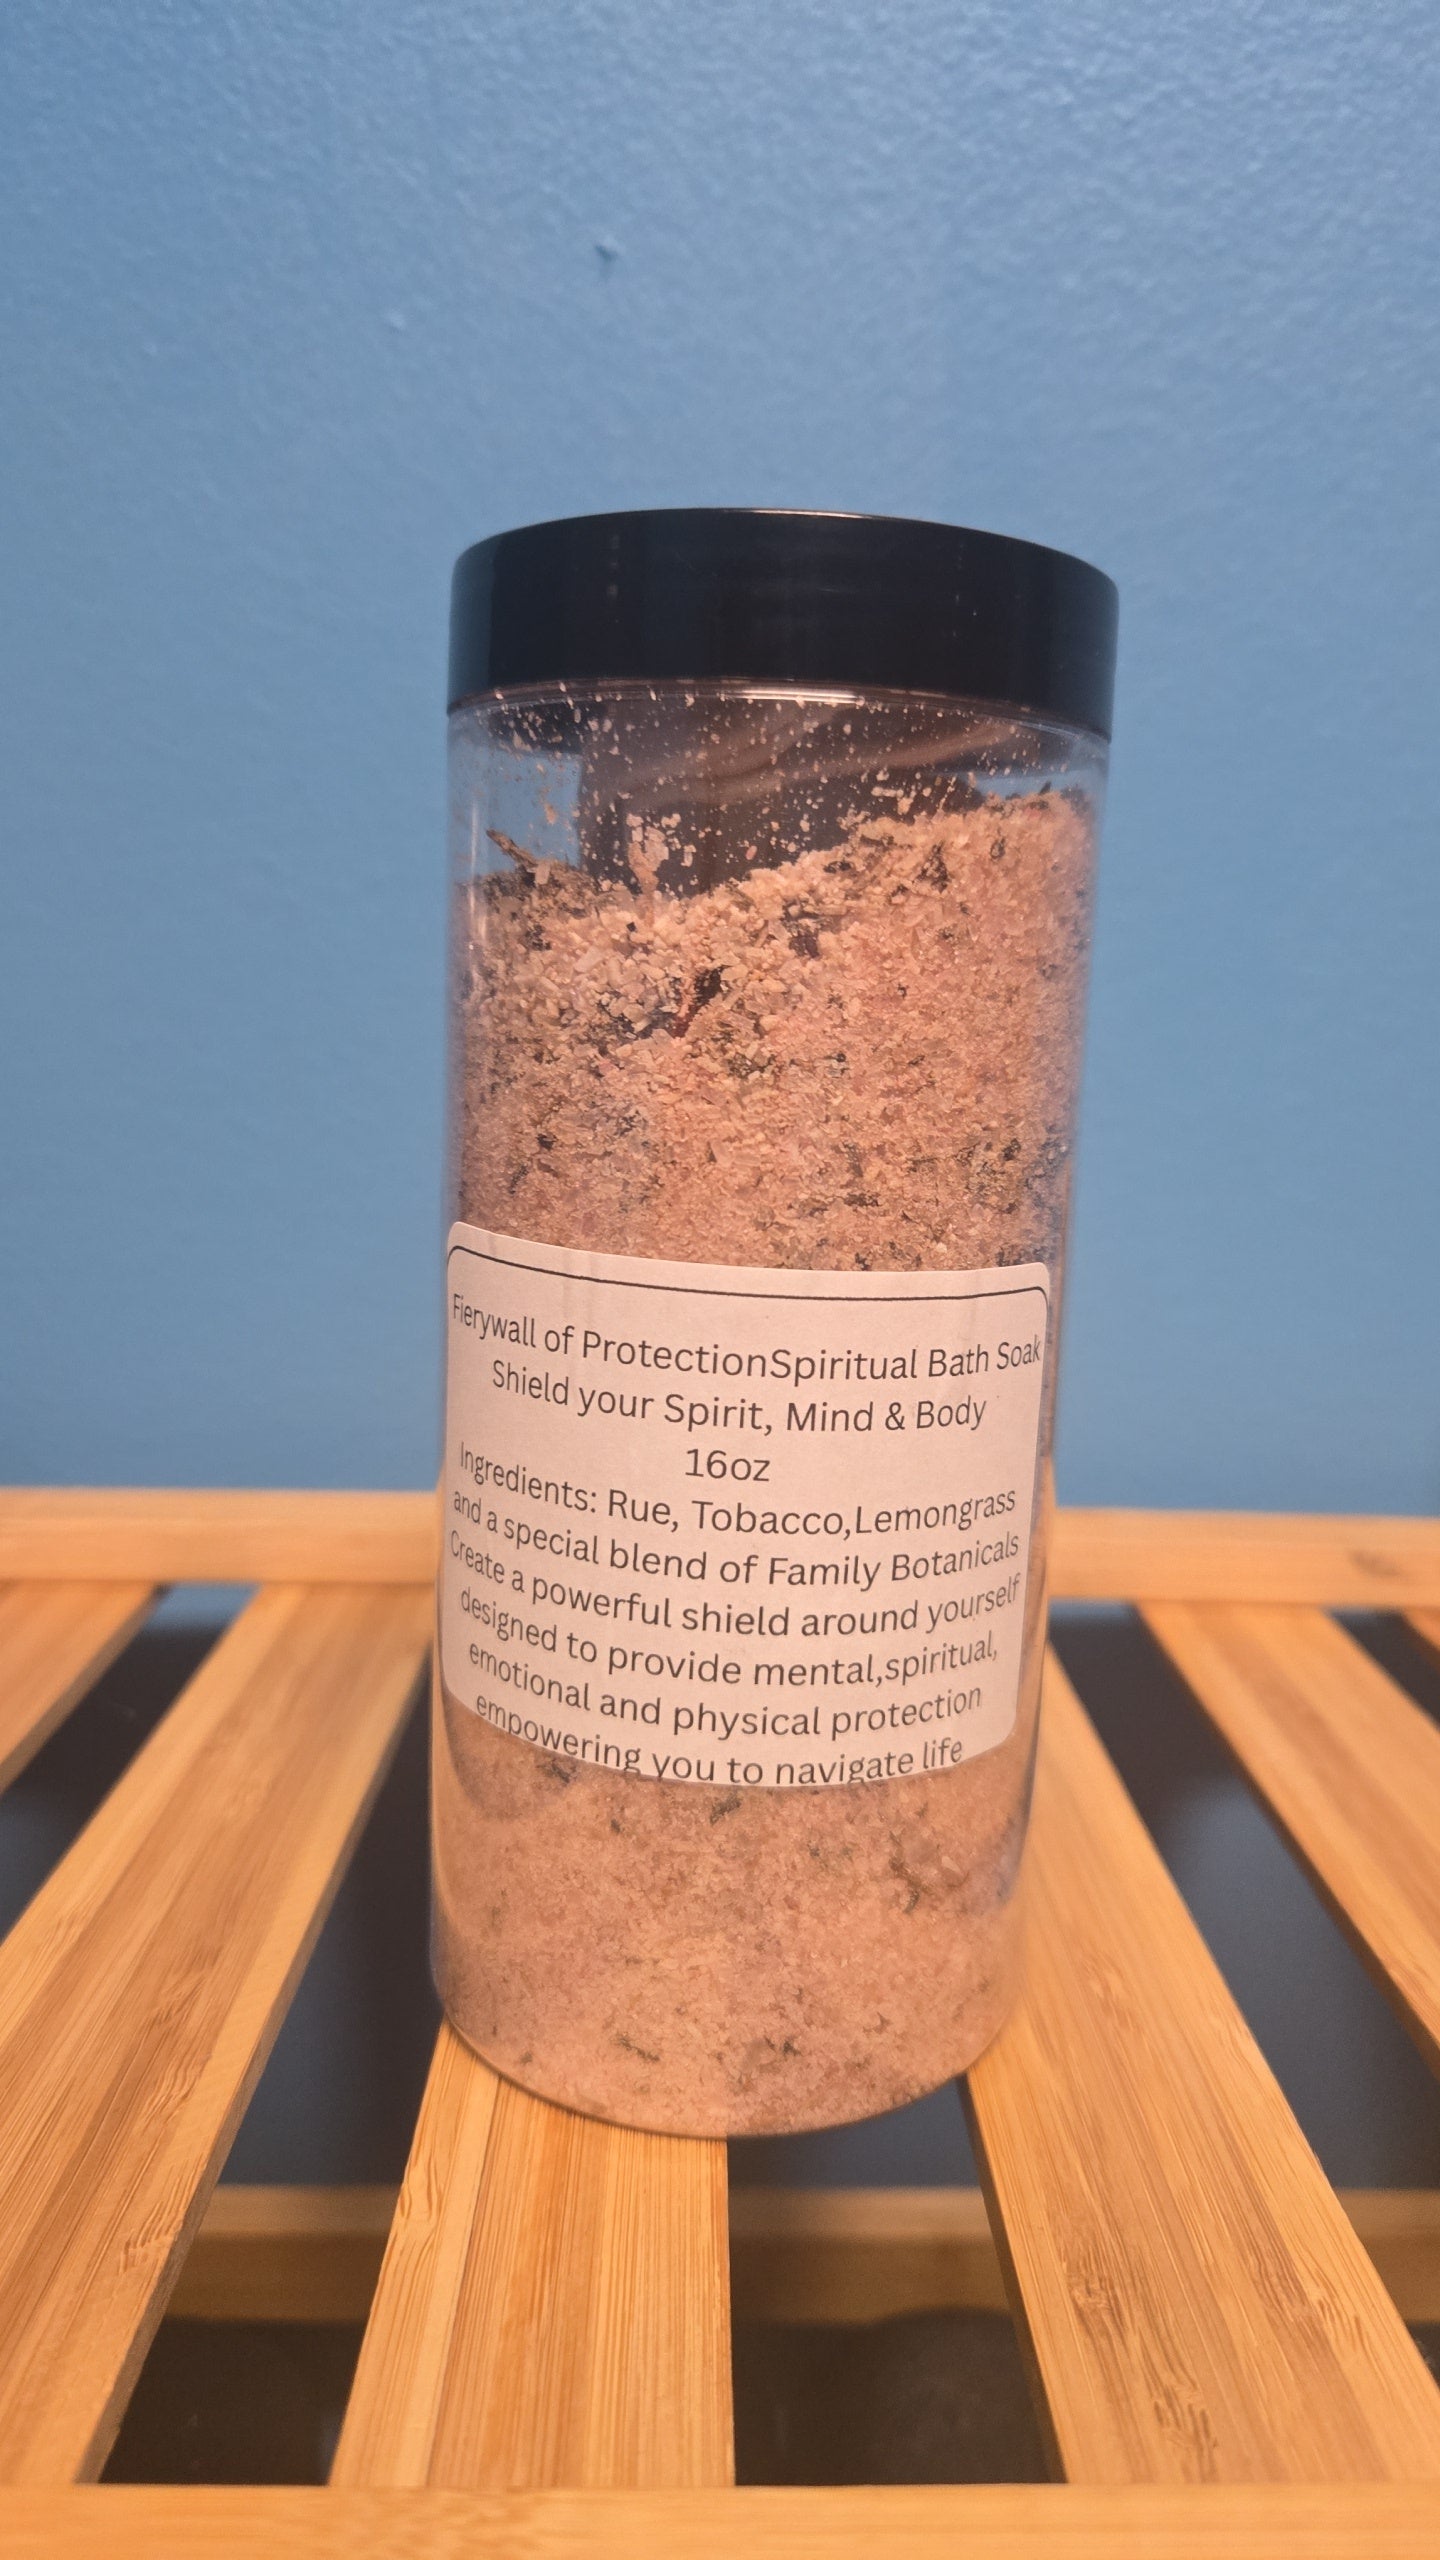 Fierywall of ProtectionSpiritual Bath Soak
Shield your Spirit, Mind & Body
16oz
Ingredients: Rue, Tobacco,Lemongrass
and a special blend of Family Botanicals
Create a powerful shield around yourself
designed to provide mental,spiritual,
emotional and physical protection
empowering you to navigate life